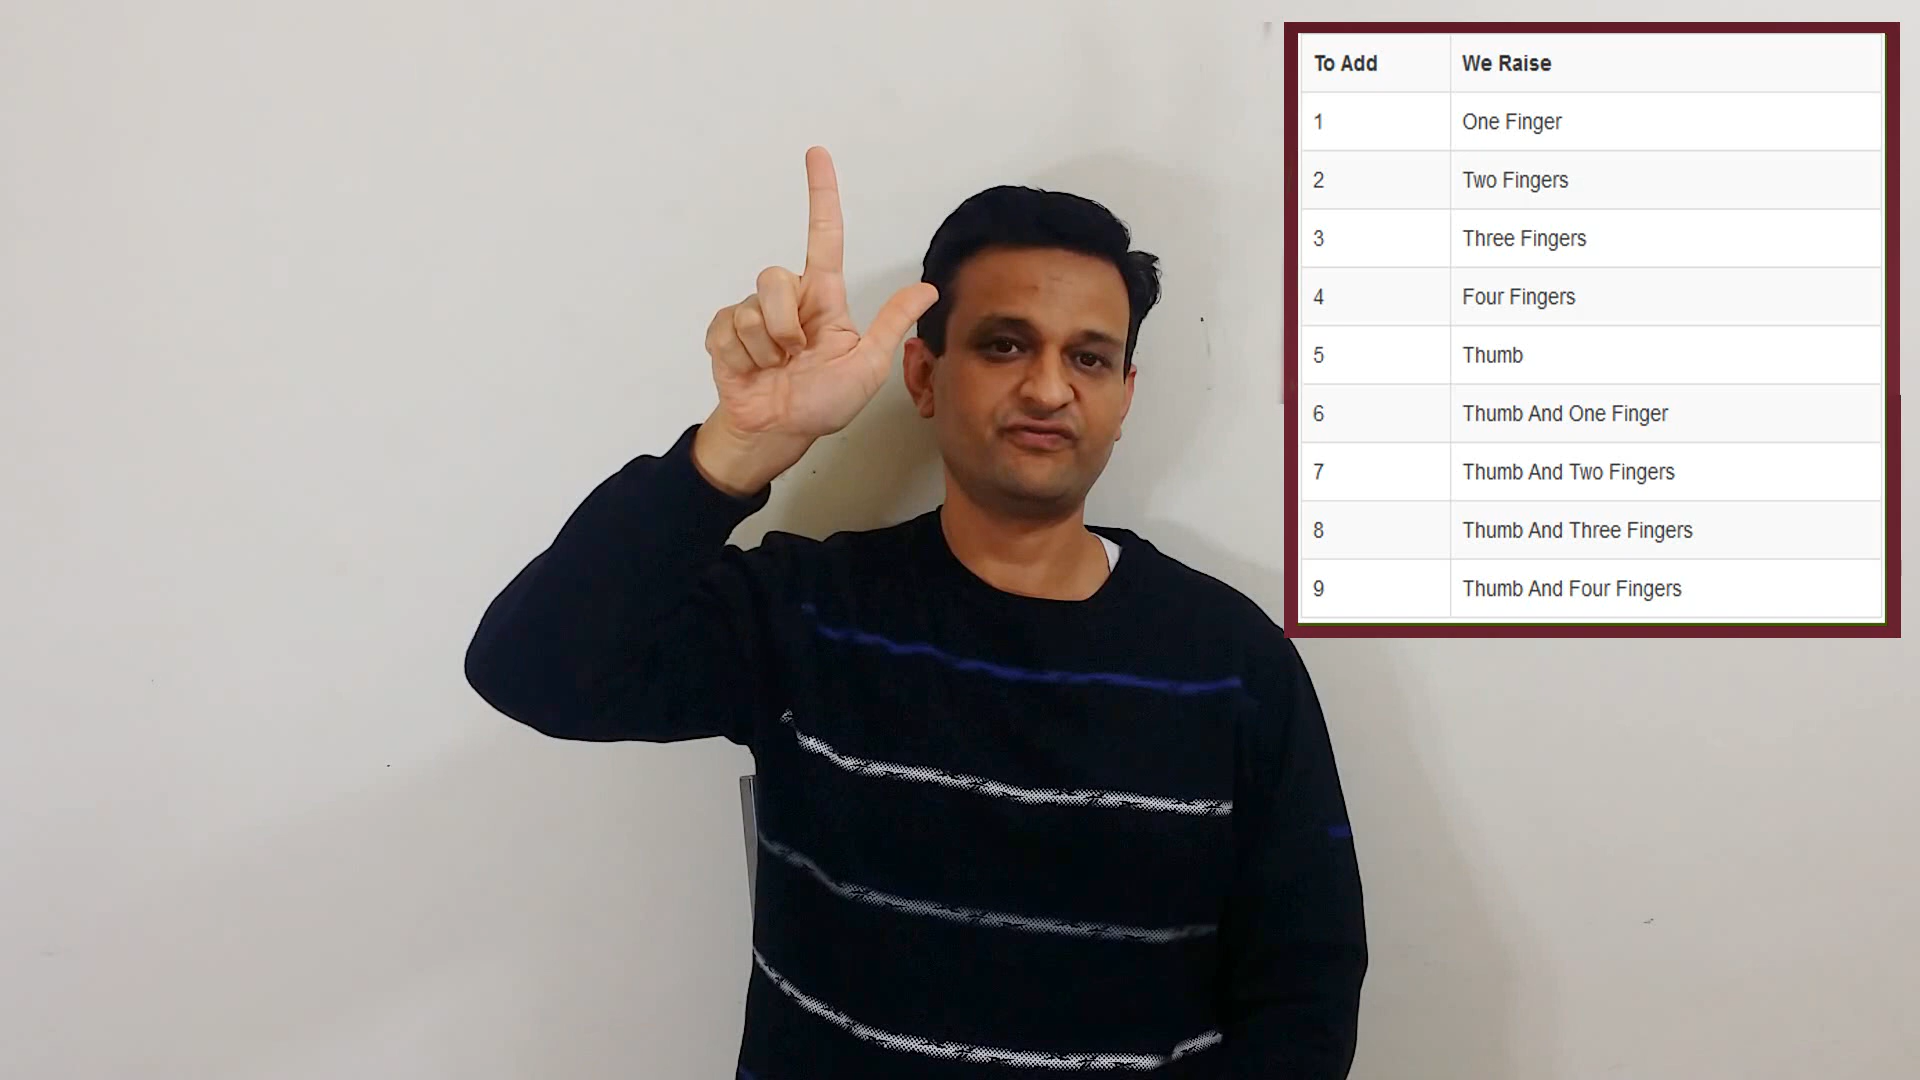 To Add We Raise
1 One Finger
2 Two Fingers
3 Three Fingers
4 Four Fingers
5 Thumb
6 Thumb And One Finger
7 Thumb And Two Fingers
8 Thumb And Three Fingers
9 Thumb And Four Fingers